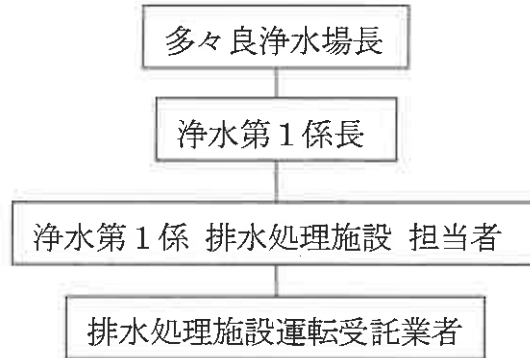 多々良浄水場長
浄水第１係長
浄水第１係 排水処理施設 担当者
排水処理施設運転受託業者